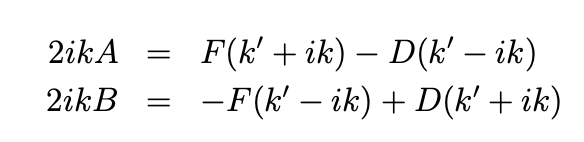 2ikA = F(k′ + ik) − D(k′ − ik)
2ikB = −F(k′ − ik) + D(k′ + ik)